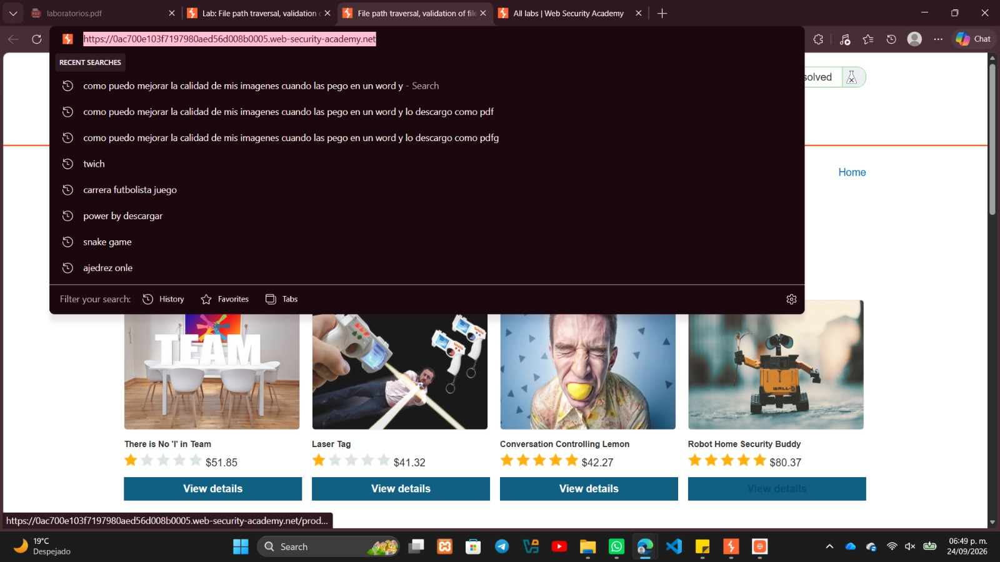 laboratorios.pdf
Lab: File path traversal, validation
File path traversal, validation of file
All labs | Web Security Academy
https://0ac700e103f7197980aed56d008b0005.web-security-academy.net
Chat
RECENT SEARCHES
solved
como puedo mejorar la calidad de mis imagenes cuando las pego en un word y - Search
como puedo mejorar la calidad de mis imagenes cuando las pego en un word y lo descargo como pdf
como puedo mejorar la calidad de mis imagenes cuando las pego en un word y lo descargo como pdfg
twich
Home
carrera futbolista juego
power by descargar
snake game
ajedrez onle
Filter your search: History Favorites Tabs
TEAM
WALL·E
There is No 'I' in Team
Laser Tag
Conversation Controlling Lemon
Robot Home Security Buddy
$51.85
$41.32
$42.27
$80.37
View details
View details
View details
View details
https://0ac700e103f7197980aed56d008b0005.web-security-academy.net/prod...
19°C
Despejado
Search
06:49 p. m.
24/09/2026